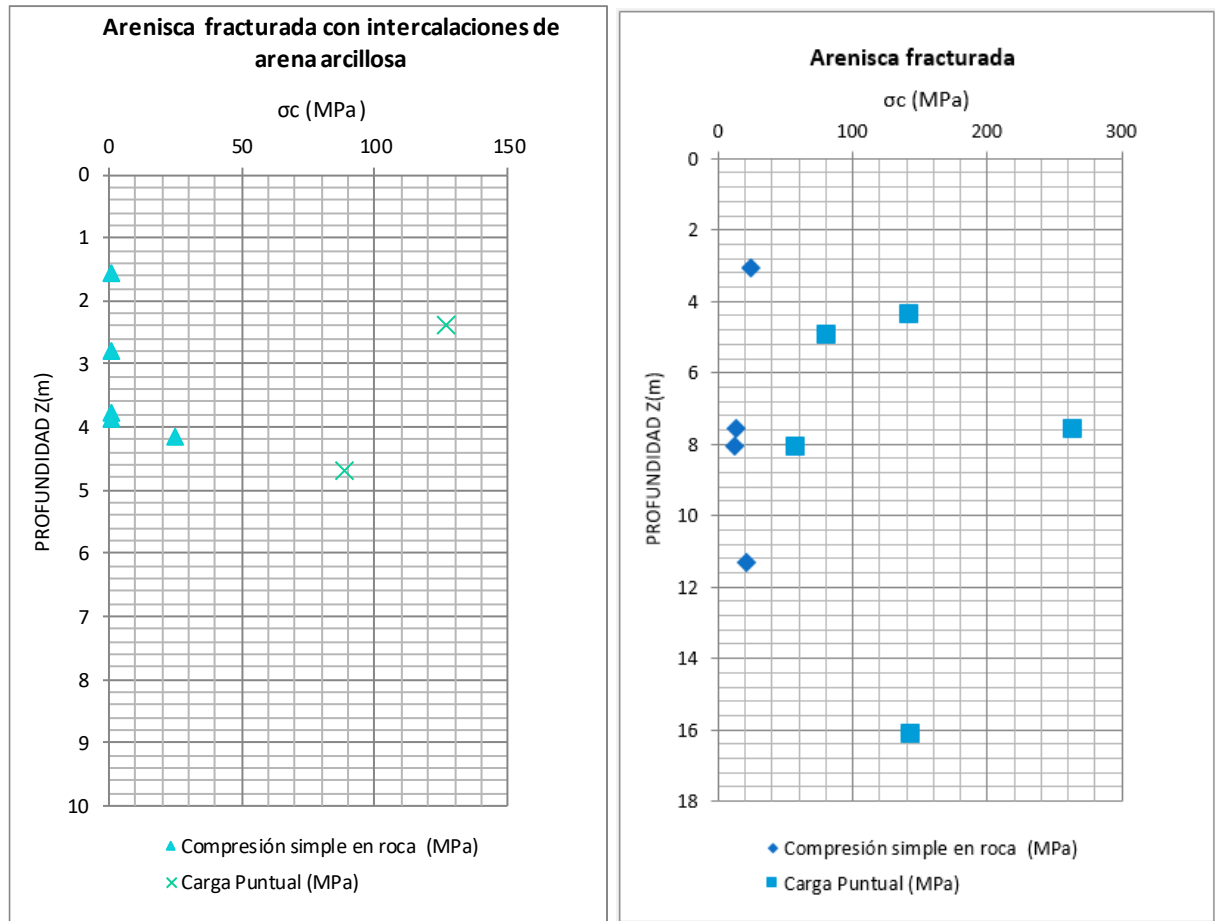 Arenisca fracturada con intercalaciones de
arena arcillosa
σc (MPa)
0 50 100 150
0
1
2
3
4
5
6
7
8
9
10
PROFUNDIDAD Z(m)
Compresión simple en roca (MPa)
Carga Puntual (MPa)
Arenisca fracturada
σc (MPa)
0 100 200 300
0
2
4
6
8
10
12
14
16
18
PROFUNDIDAD Z(m)
Compresión simple en roca (MPa)
Carga Puntual (MPa)